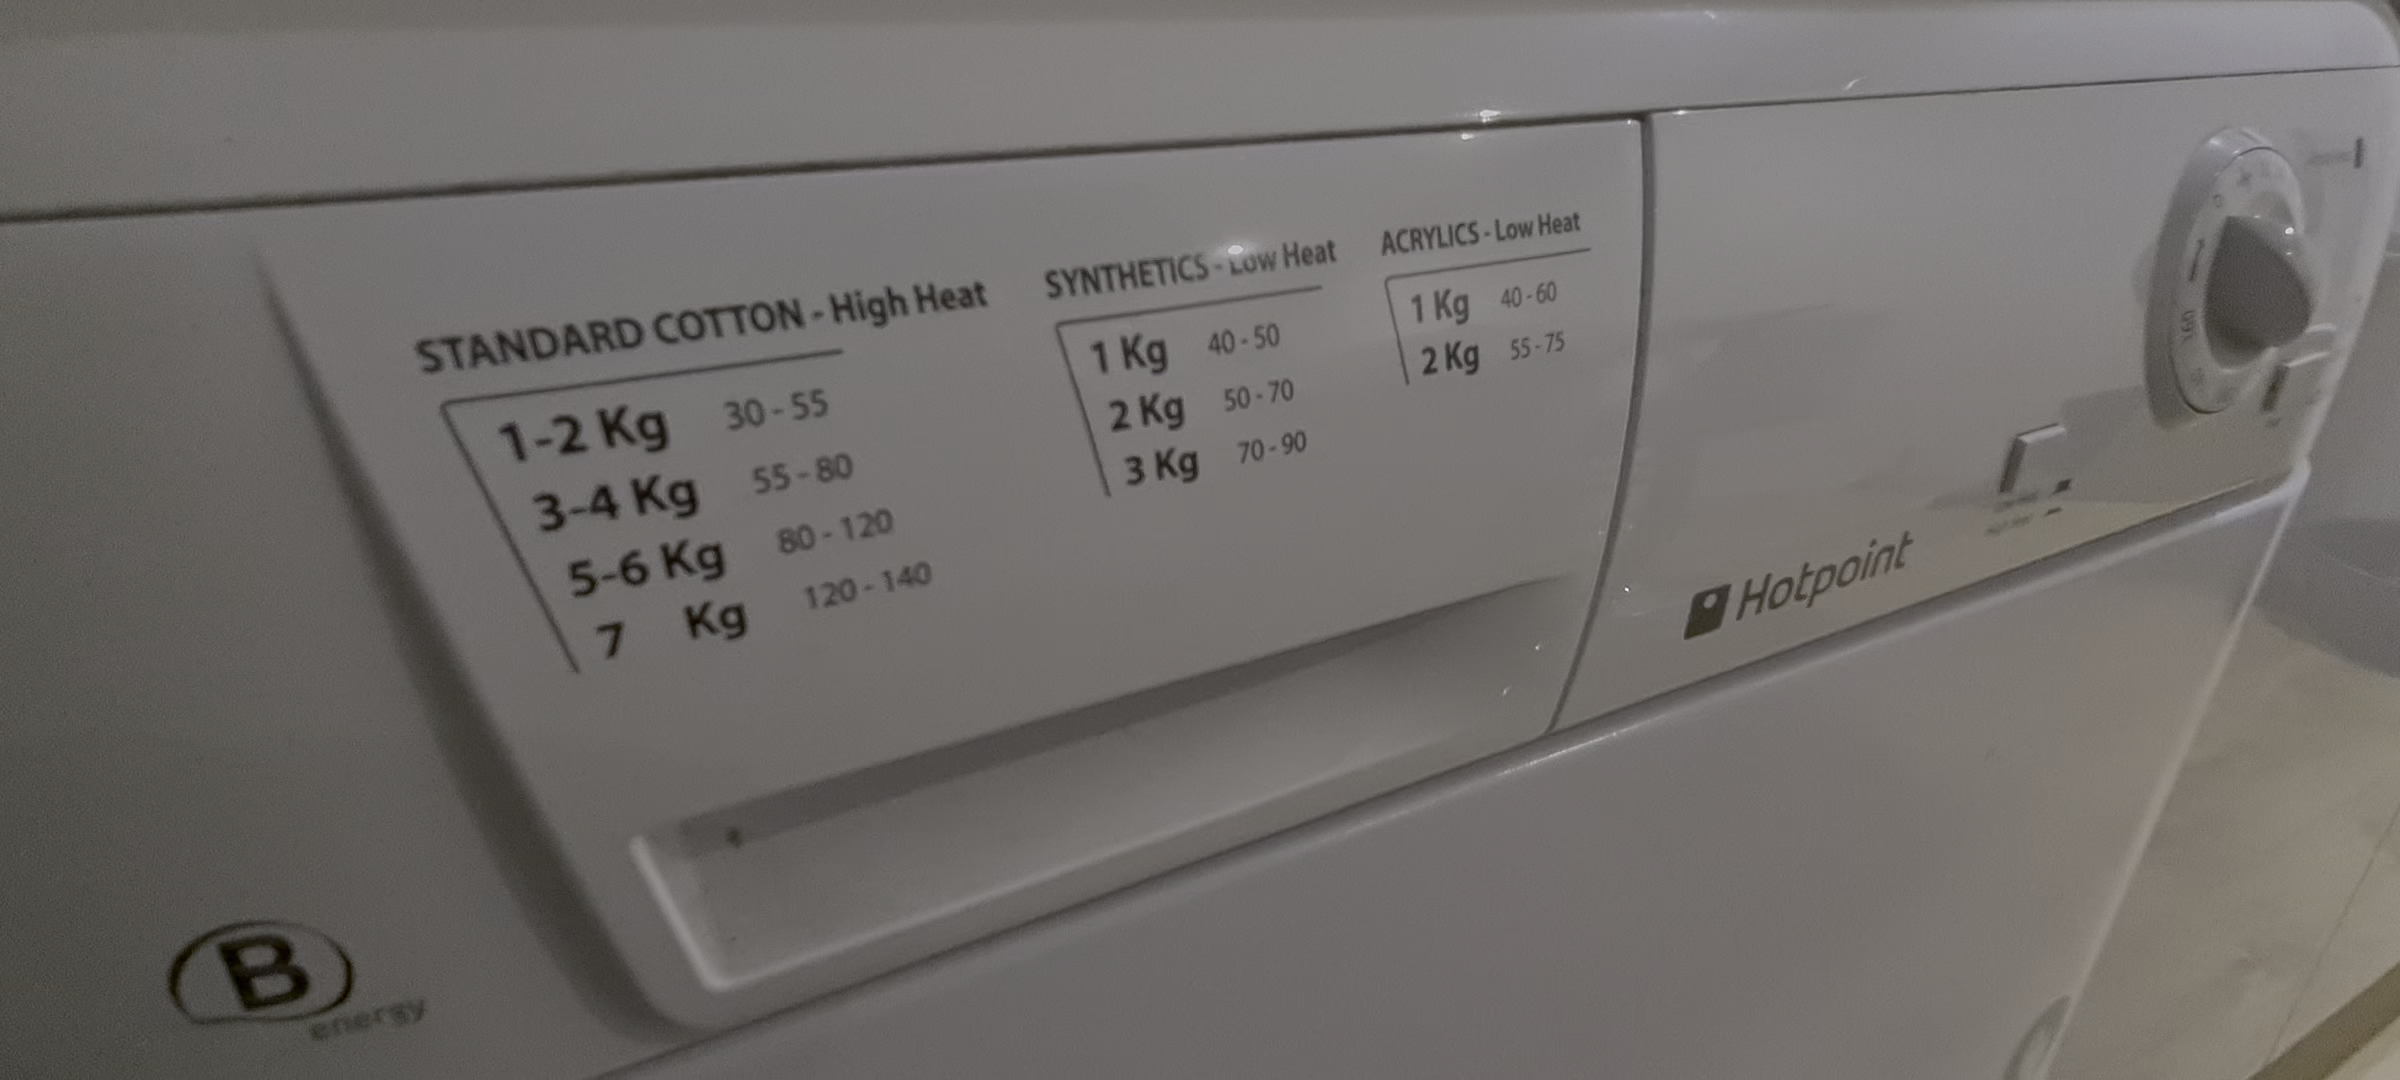 STANDARD COTTON - High Heat
1-2 Kg 30 - 55
3-4 Kg 55 - 80
5-6 Kg 80 - 120
7 Kg 120 - 140
SYNTHETICS - Low Heat
1 Kg 40 - 50
2 Kg 50 - 70
3 Kg 70 - 90
ACRYLICS - Low Heat
1 Kg 40 - 60
2 Kg 55 - 75
Hotpoint
B
energy